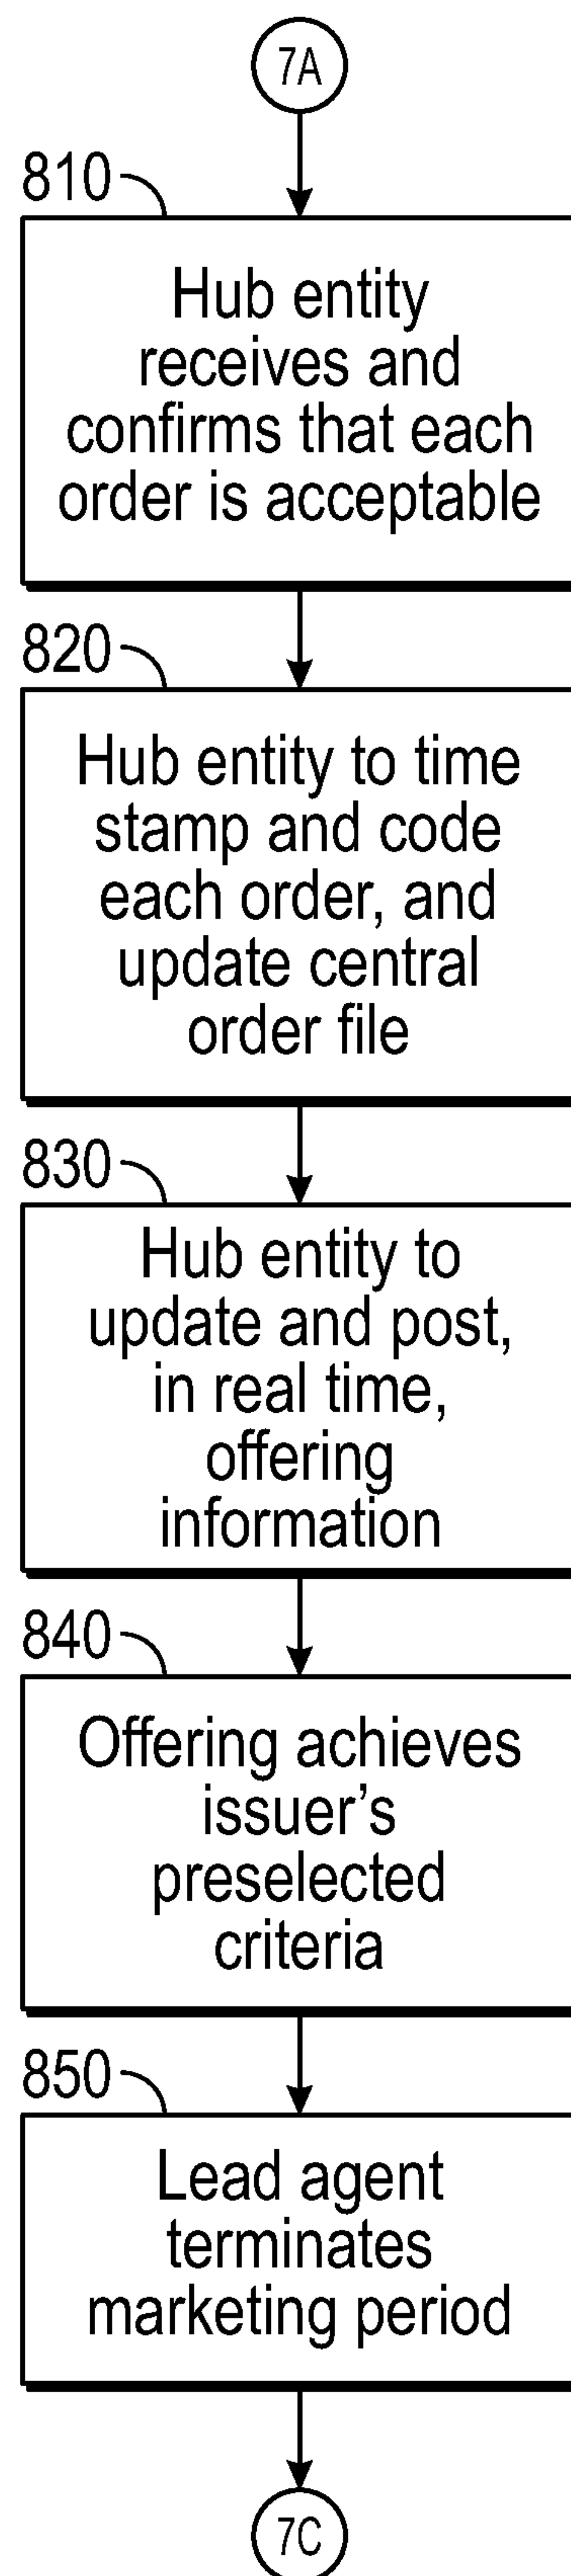 7A
810
Hub entity
receives and
confirms that each
order is acceptable
820
Hub entity to time
stamp and code
each order, and
update central
order file
830
Hub entity to
update and post,
in real time,
offering
information
840
Offering achieves
issuer’s
preselected
criteria
850
Lead agent
terminates
marketing period
7C